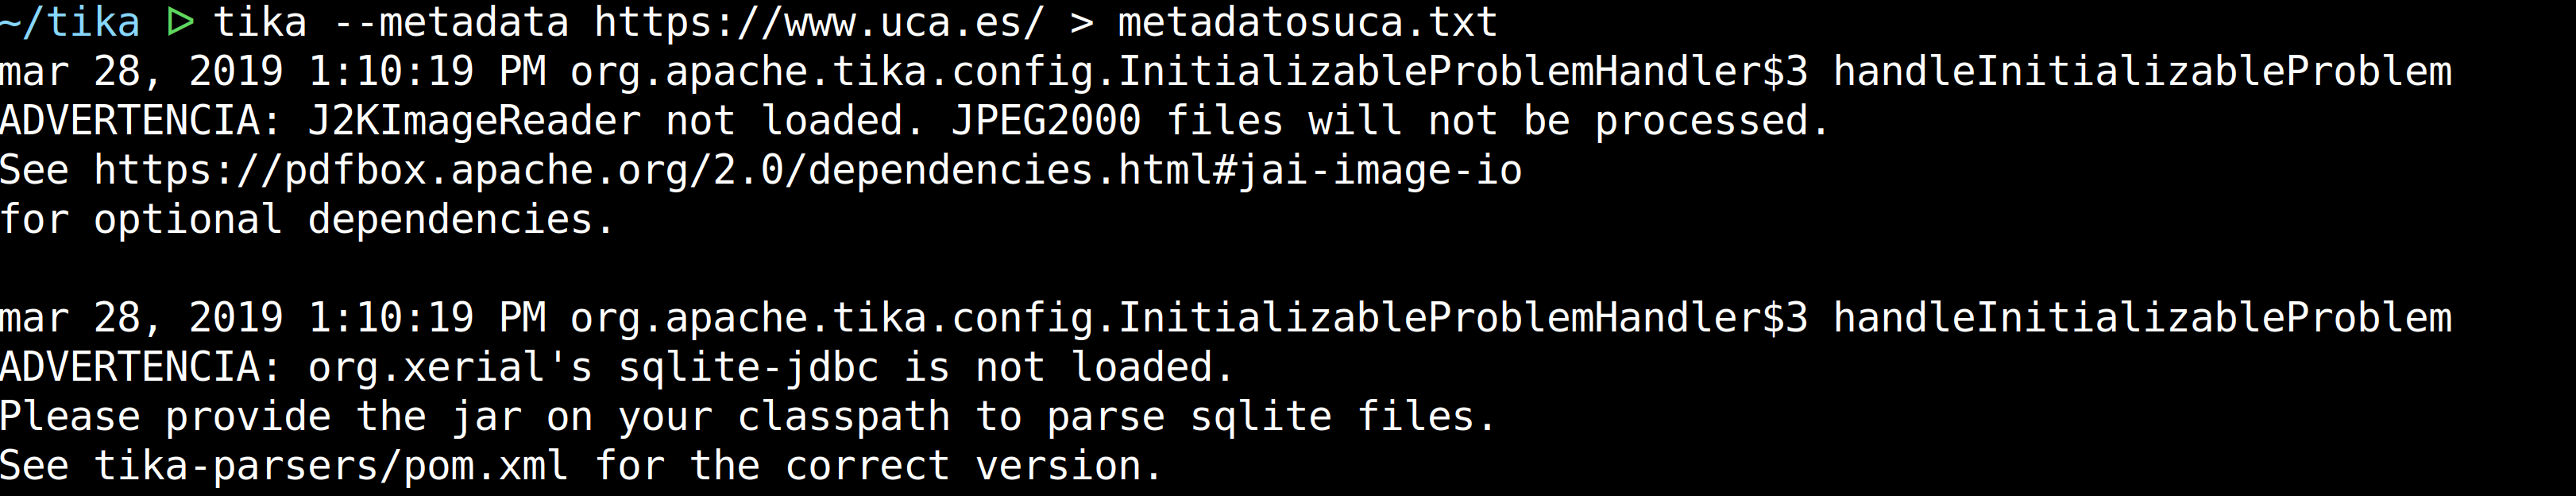 ~/tika ▷ tika --metadata https://www.uca.es/ > metadatosuca.txt
mar 28, 2019 1:10:19 PM org.apache.tika.config.InitializableProblemHandler$3 handleInitializableProblem
ADVERTENCIA: J2KImageReader not loaded. JPEG2000 files will not be processed.
See https://pdfbox.apache.org/2.0/dependencies.html#jai-image-io
for optional dependencies.

mar 28, 2019 1:10:19 PM org.apache.tika.config.InitializableProblemHandler$3 handleInitializableProblem
ADVERTENCIA: org.xerial's sqlite-jdbc is not loaded.
Please provide the jar on your classpath to parse sqlite files.
See tika-parsers/pom.xml for the correct version.